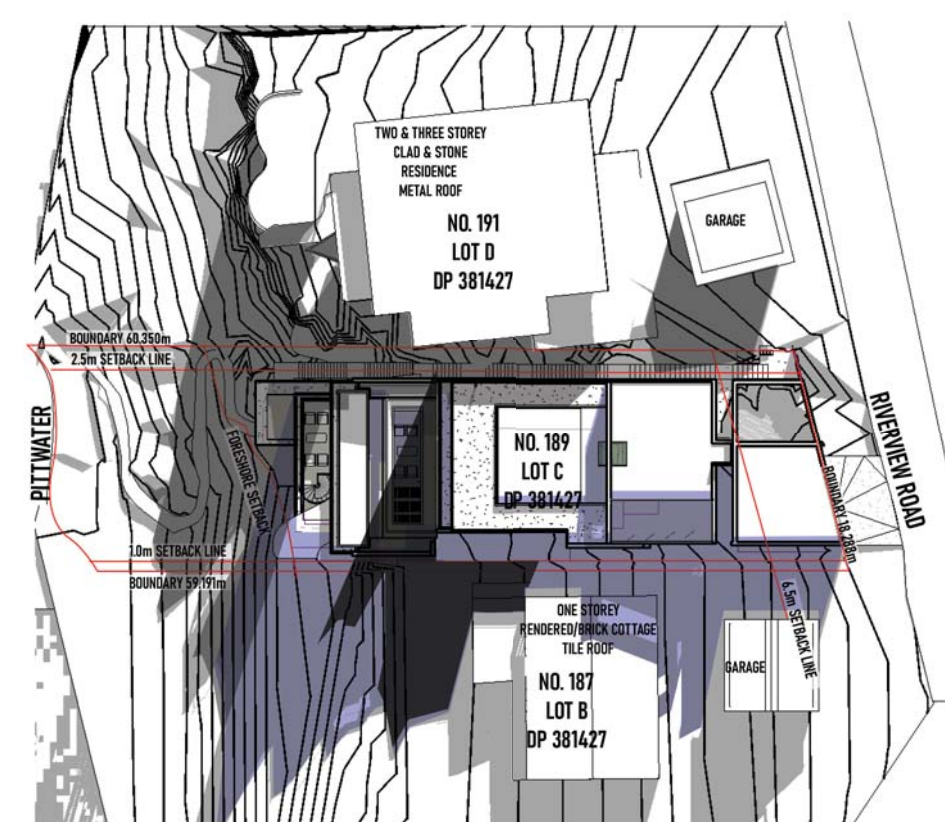 TWO & THREE STOREY
CLAD & STONE
RESIDENCE
METAL ROOF
NO. 191
LOT D
DP 381427
GARAGE
BOUNDARY 60.350m
2.5m SETBACK LINE
PITTWATER
FORESHORE SETBACK
NO. 189
LOT C
DP 381427
RIVERVIEW ROAD
BOUNDARY 18.288m
1.0m SETBACK LINE
BOUNDARY 59.191m
6.5m SETBACK LINE
ONE STOREY
RENDERED/BRICK COTTAGE
TILE ROOF
NO. 187
LOT B
DP 381427
GARAGE